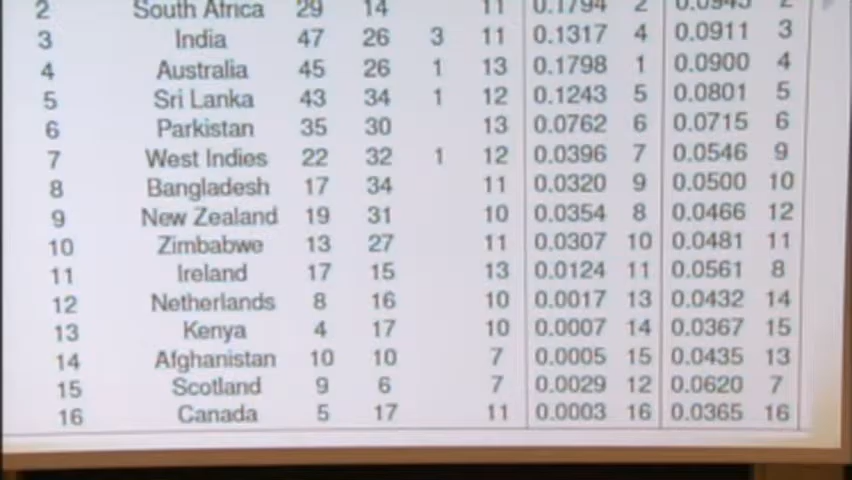 2 South Africa 29 14 11 0.1794 2 0.0943 2
3 India 47 26 3 11 0.1317 4 0.0911 3
4 Australia 45 26 1 13 0.1798 1 0.0900 4
5 Sri Lanka 43 34 1 12 0.1243 5 0.0801 5
6 Parkistan 35 30 13 0.0762 6 0.0715 6
7 West Indies 22 32 1 12 0.0396 7 0.0546 9
8 Bangladesh 17 34 11 0.0320 9 0.0500 10
9 New Zealand 19 31 10 0.0354 8 0.0466 12
10 Zimbabwe 13 27 11 0.0307 10 0.0481 11
11 Ireland 17 15 13 0.0124 11 0.0561 8
12 Netherlands 8 16 10 0.0017 13 0.0432 14
13 Kenya 4 17 10 0.0007 14 0.0367 15
14 Afghanistan 10 10 7 0.0005 15 0.0435 13
15 Scotland 9 6 7 0.0029 12 0.0620 7
16 Canada 5 17 11 0.0003 16 0.0365 16